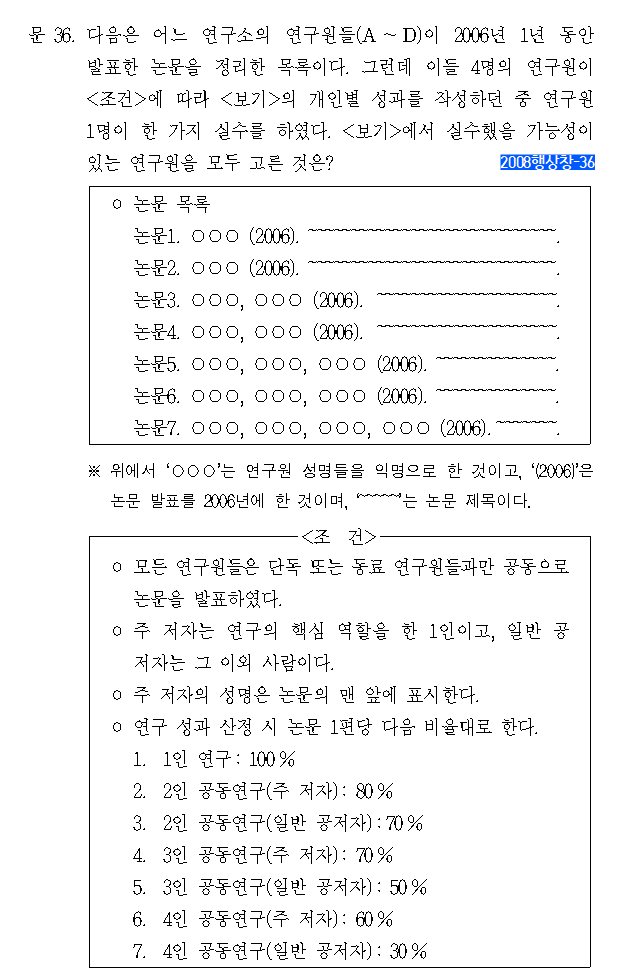 문 36. 다음은 어느 연구소의 연구원들(A ~ D)이 2006년 1년 동안
발표한 논문을 정리한 목록이다. 그런데 이들 4명의 연구원이
<조건>에 따라 <보기>의 개인별 성과를 작성하던 중 연구원
1명이 한 가지 실수를 하였다. <보기>에서 실수했을 가능성이
있는 연구원을 모두 고른 것은?
2008행상창-36
ㅇ 논문 목록
논문1. ○○○ (2006). ~~~~~~~~~~~~~~~~~~~~~~~~.
논문2. ○○○ (2006). ~~~~~~~~~~~~~~~~~~~~~~~~.
논문3. ○○○, ○○○ (2006). ~~~~~~~~~~~~~~~~~.
논문4. ○○○, ○○○ (2006). ~~~~~~~~~~~~~~~~~.
논문5. ○○○, ○○○, ○○○ (2006). ~~~~~~~~~~~.
논문6. ○○○, ○○○, ○○○ (2006). ~~~~~~~~~~~.
논문7. ○○○, ○○○, ○○○, ○○○ (2006). ~~~~~~~.
※ 위에서 ‘○○○’는 연구원 성명들을 익명으로 한 것이고, ‘(2006)’은
논문 발표를 2006년에 한 것이며, ‘~~~~~’는 논문 제목이다.
<조 건>
ㅇ 모든 연구원들은 단독 또는 동료 연구원들과만 공동으로
논문을 발표하였다.
ㅇ 주 저자는 연구의 핵심 역할을 한 1인이고, 일반 공
저자는 그 이외 사람이다.
ㅇ 주 저자의 성명은 논문의 맨 앞에 표시한다.
ㅇ 연구 성과 산정 시 논문 1편당 다음 비율대로 한다.
1. 1인 연구 : 100 %
2. 2인 공동연구(주 저자) : 80 %
3. 2인 공동연구(일반 공저자) : 70 %
4. 3인 공동연구(주 저자) : 70 %
5. 3인 공동연구(일반 공저자) : 50 %
6. 4인 공동연구(주 저자) : 60 %
7. 4인 공동연구(일반 공저자) : 30 %